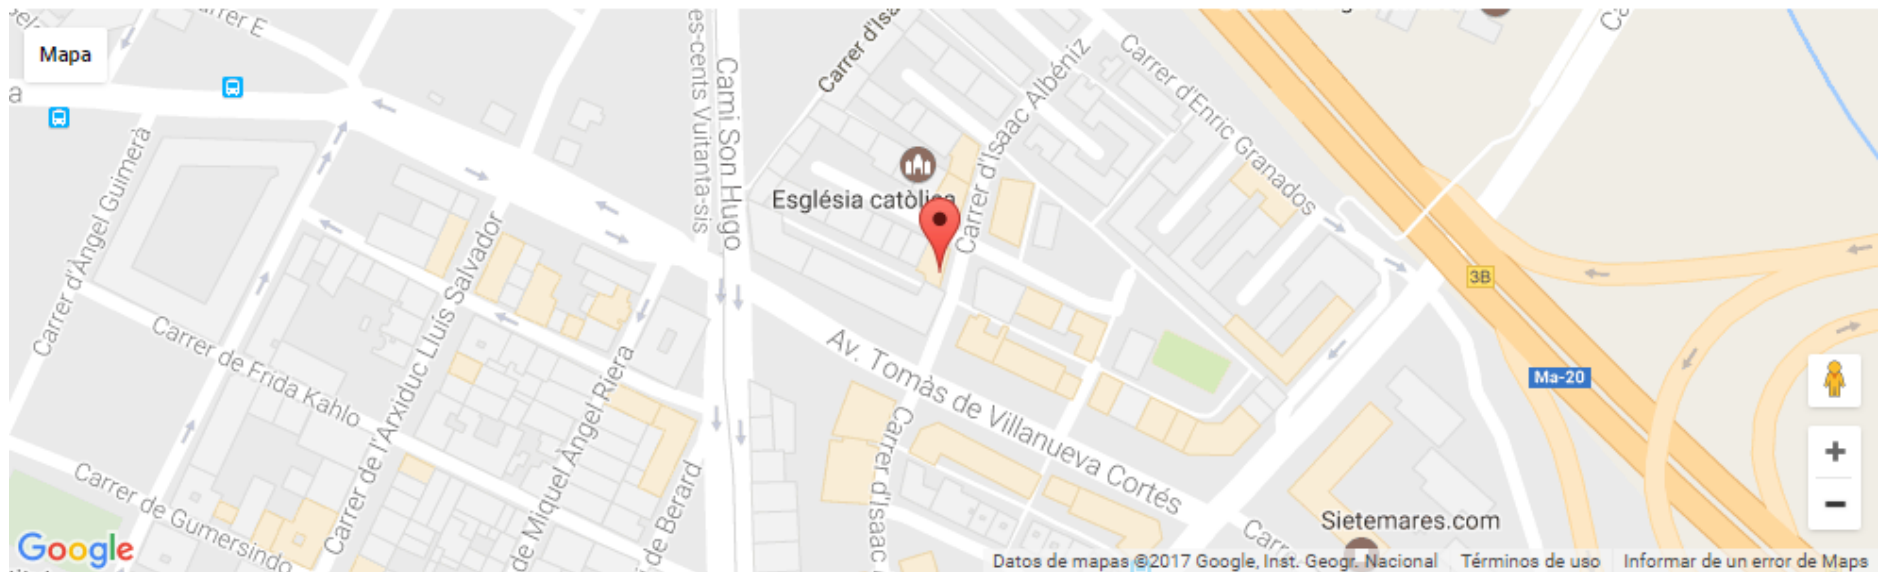 Carrer E
Mapa
Carrer d'Isaac Albéniz
Carrer d'Enric Granados
Camí Son Hugo
es-cents Vuitanta-sis
Carrer d'Àngel Guimerà
Església catòlica
Carrer de l'Arxiduc Lluís Salvador
3B
Carrer de Frida Kahlo
Av. Tomàs de Villanueva Cortés
de Miquel Àngel Riera
Ma-20
Carrer d'Isaac
de Berard
Carrer de Gumersindo
Sietemares.com
Google
Datos de mapas ©2017 Google, Inst. Geogr. Nacional Términos de uso Informar de un error de Maps